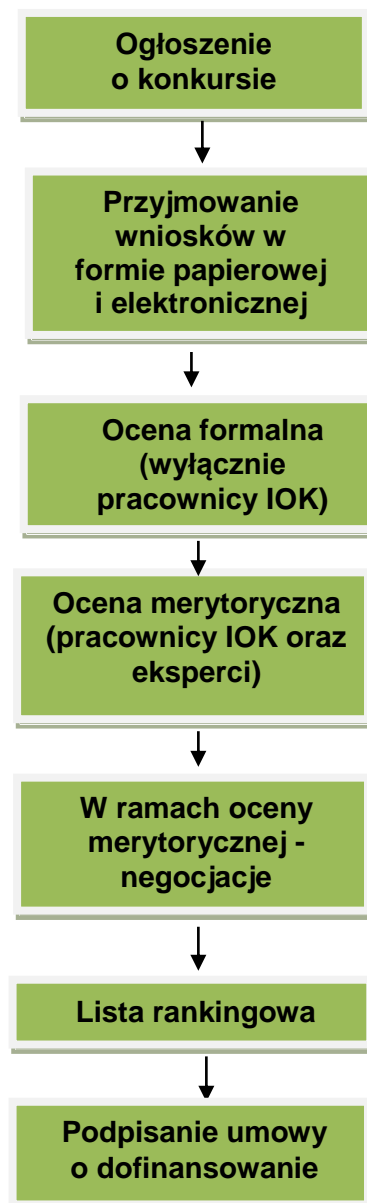 Ogłoszenie
o konkursie
Przyjmowanie
wniosków w
formie papierowej
i elektronicznej
Ocena formalna
(wyłącznie
pracownicy IOK)
Ocena merytoryczna
(pracownicy IOK oraz
eksperci)
W ramach oceny
merytorycznej -
negocjacje
Lista rankingowa
Podpisanie umowy
o dofinansowanie